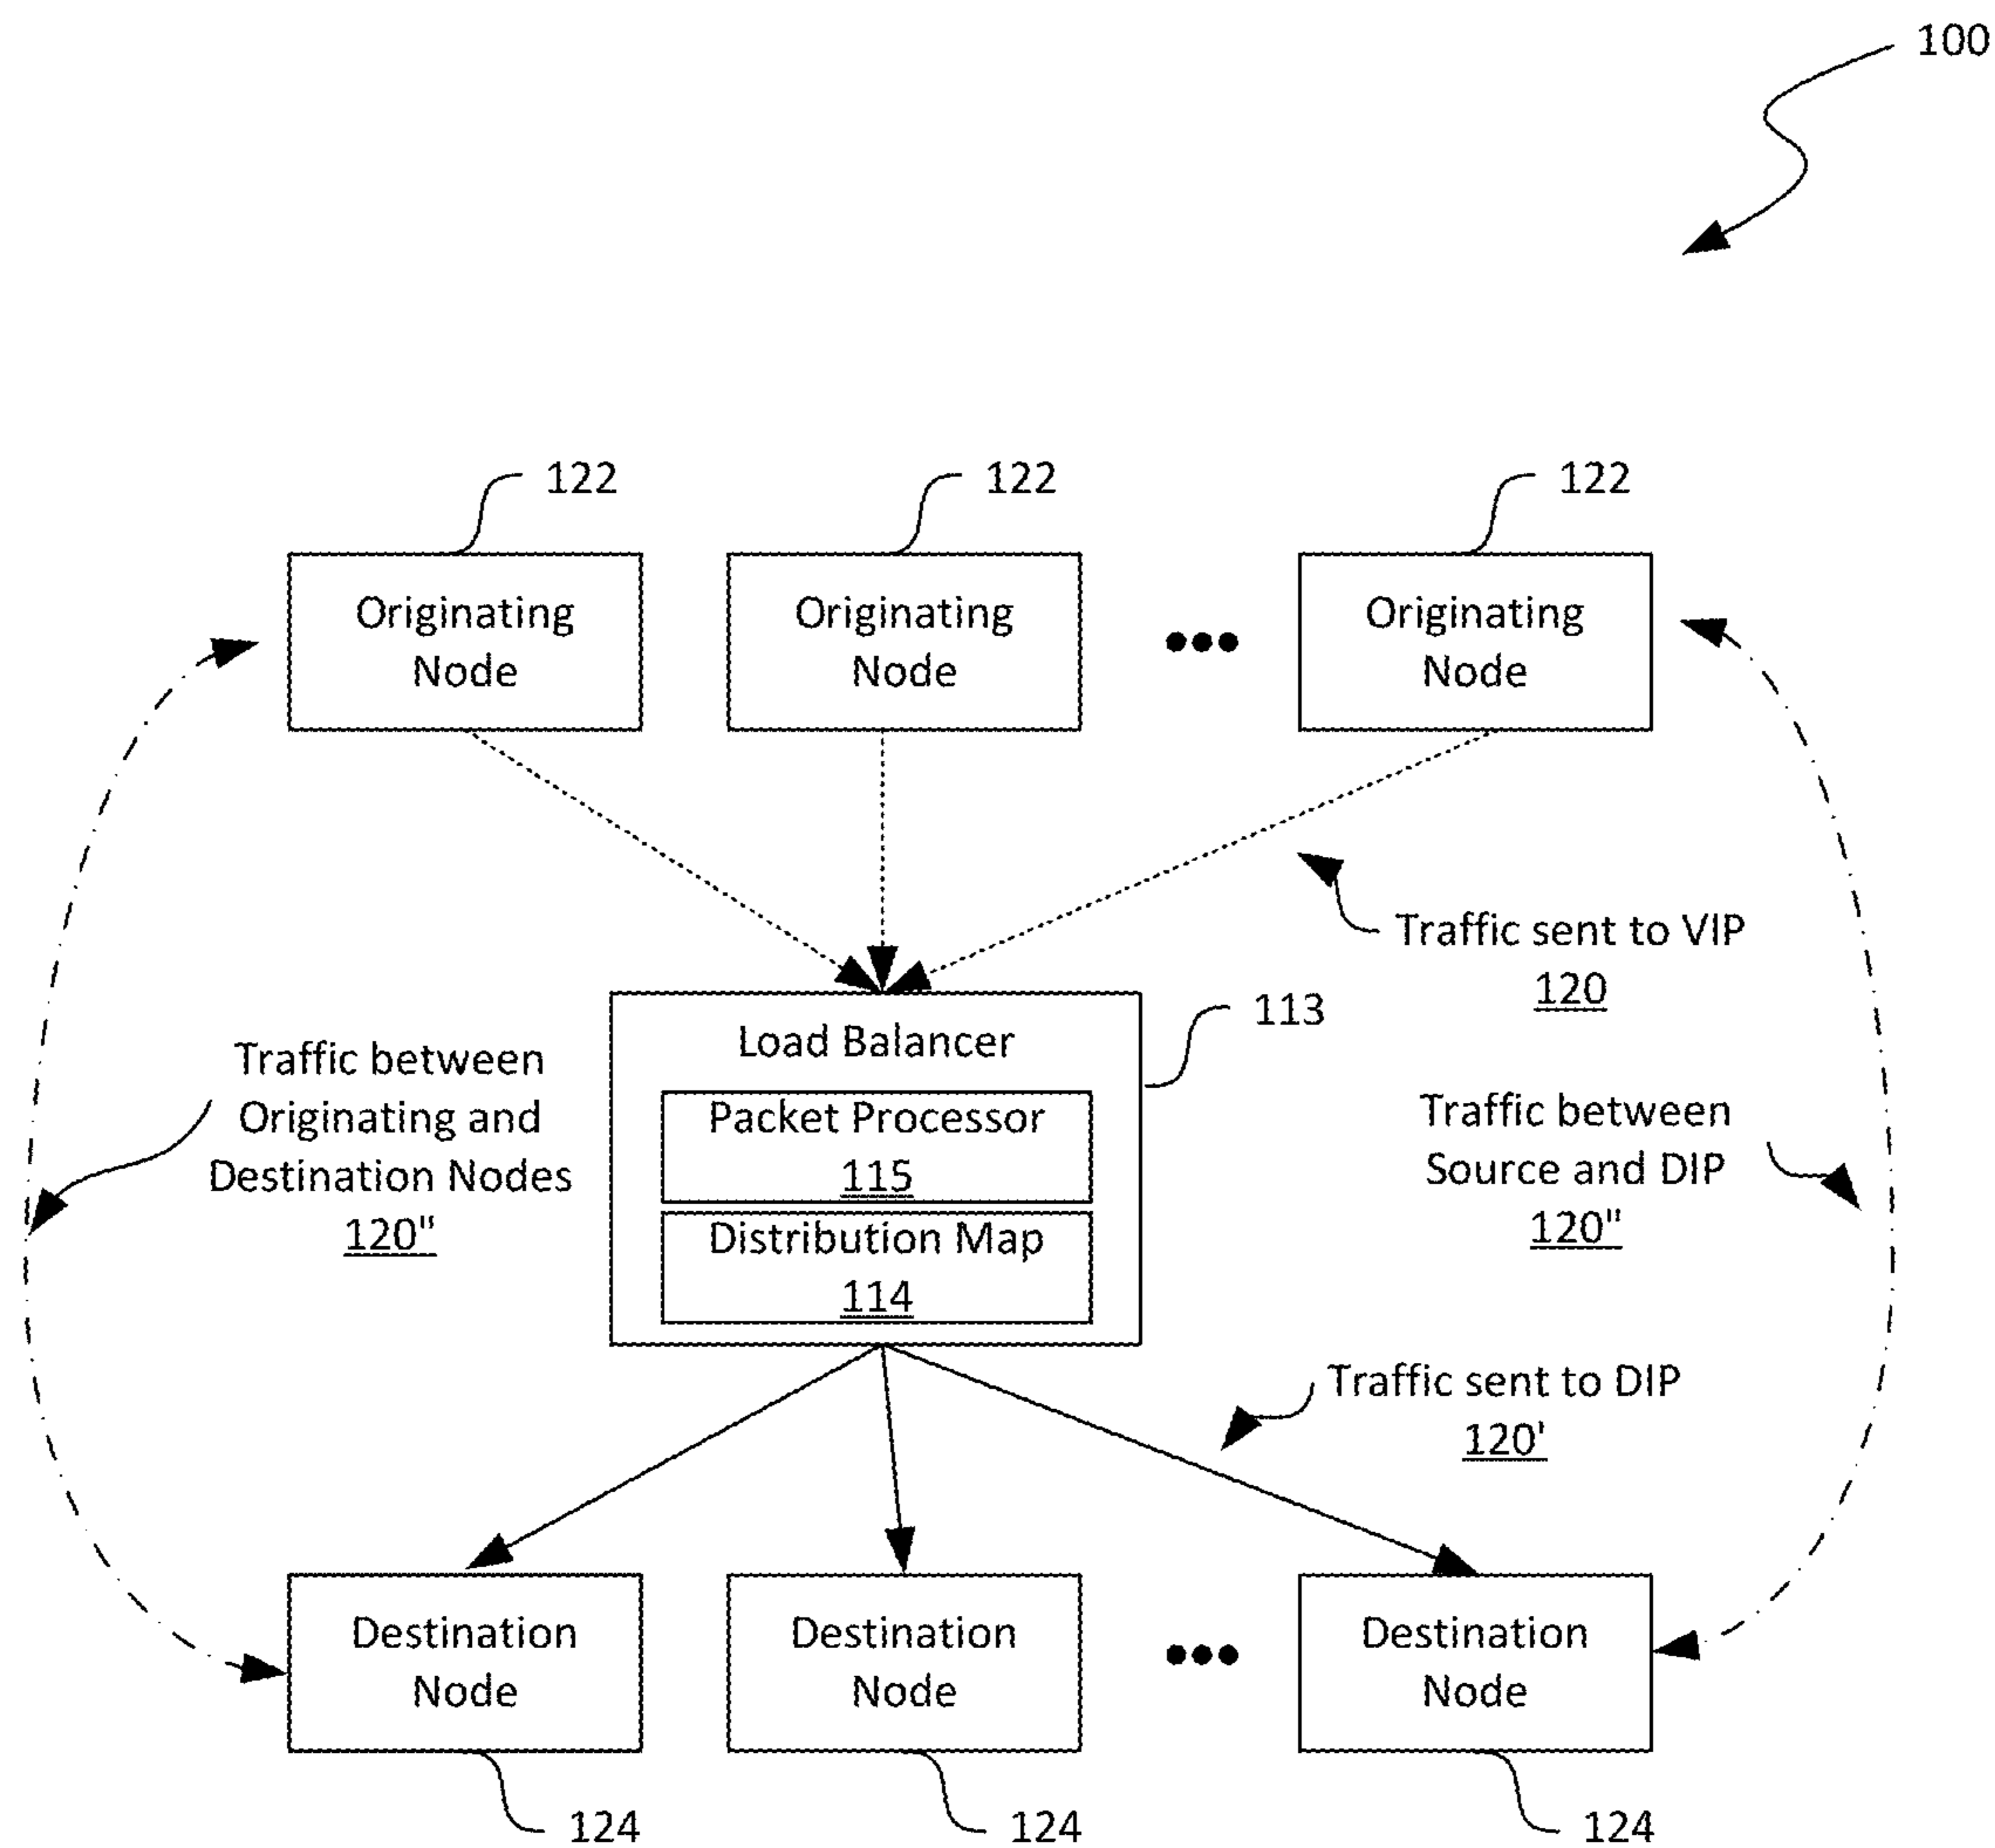 100
122
122
122
Originating
Node
Originating
Node
Originating
Node
Traffic sent to VIP
120
113
Load Balancer
Packet Processor
115
Distribution Map
114
Traffic between
Originating and
Destination Nodes
120"
Traffic between
Source and DIP
120"
Traffic sent to DIP
120'
Destination
Node
Destination
Node
Destination
Node
124
124
124